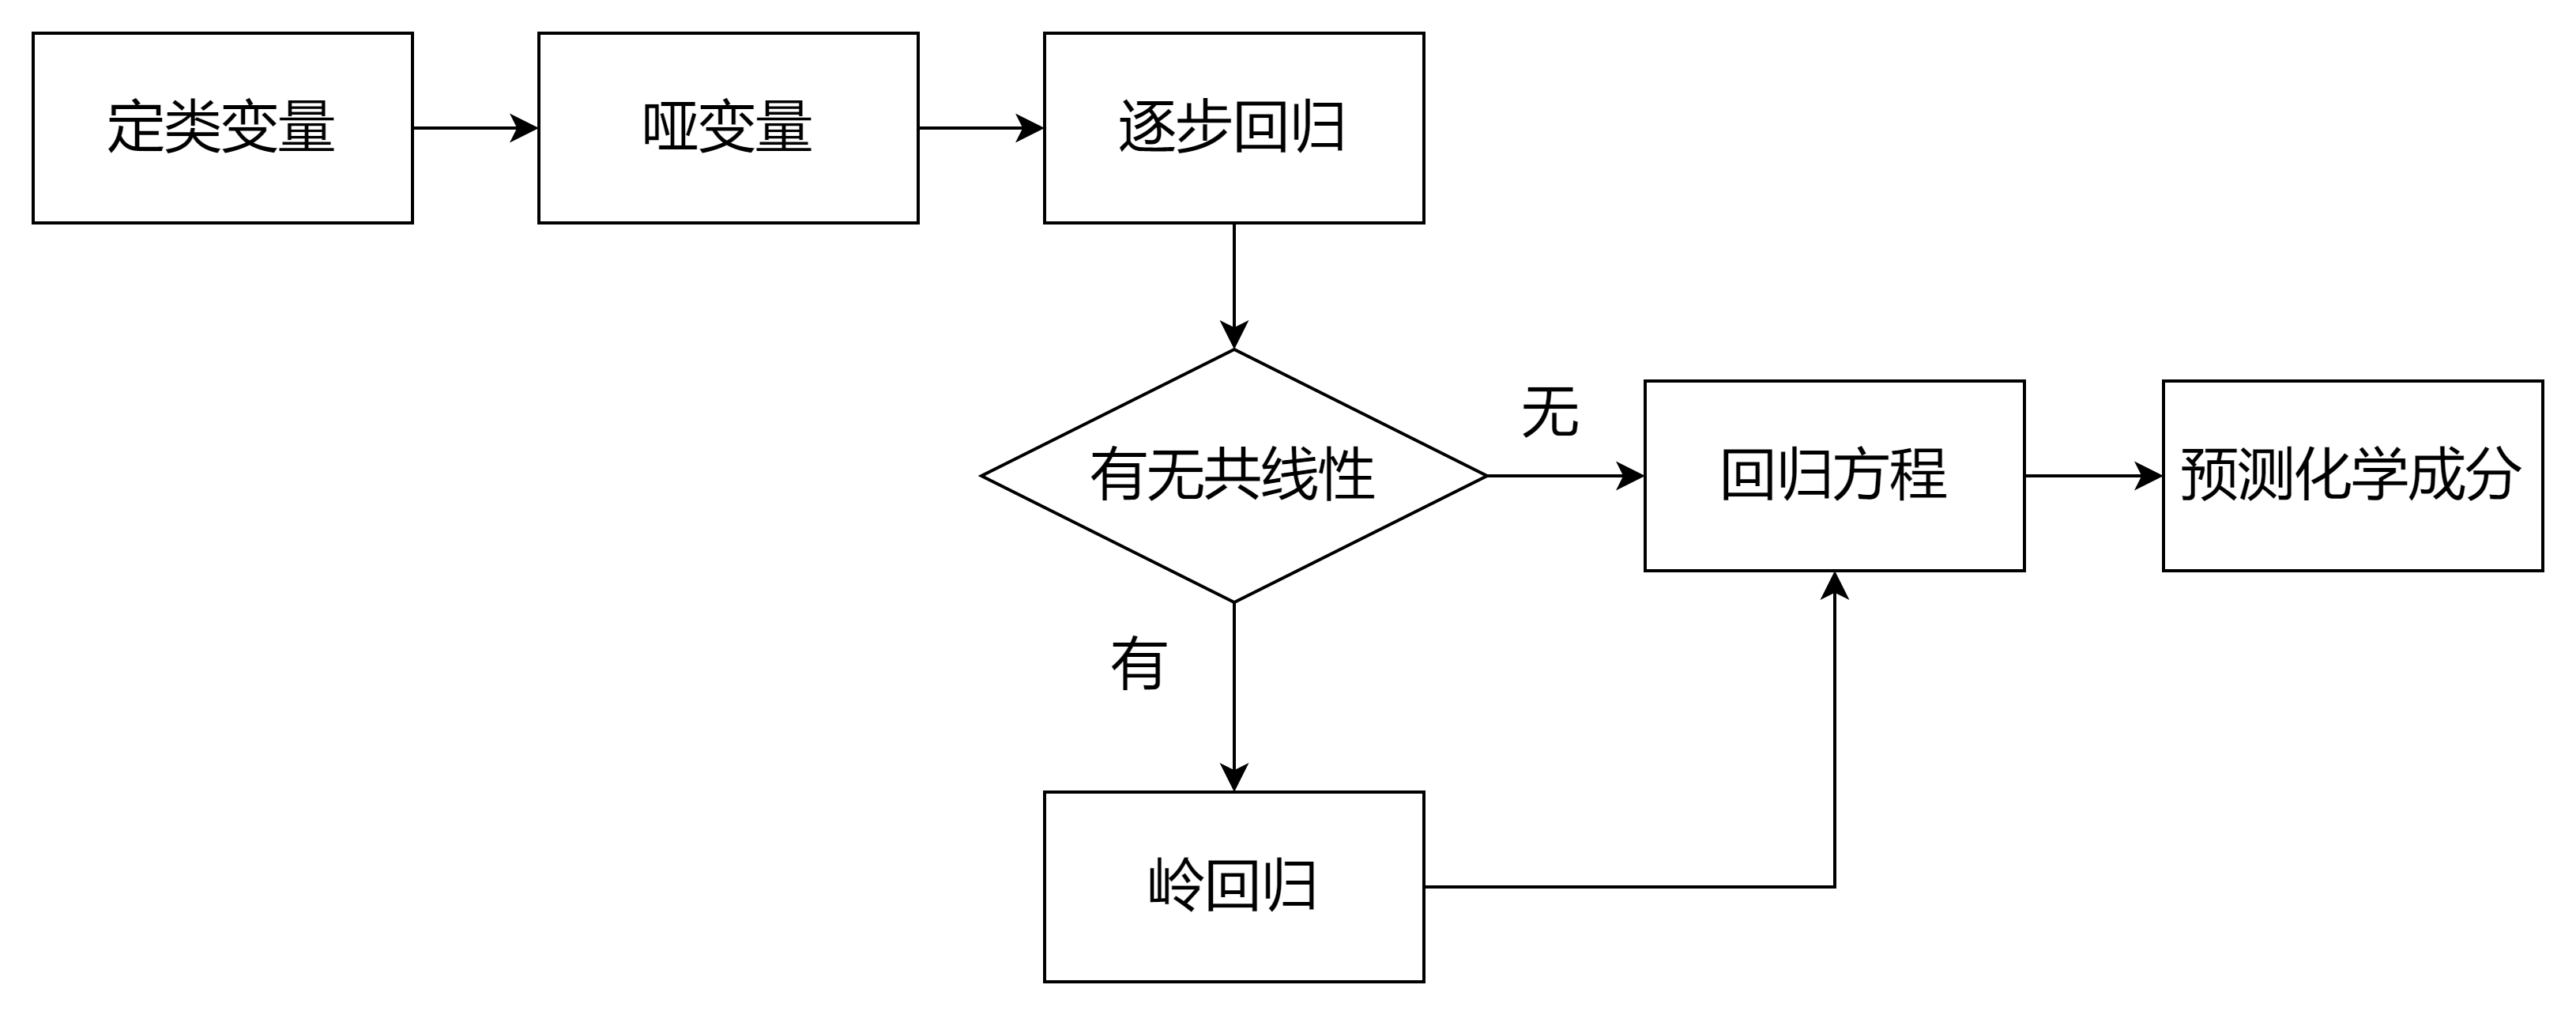 定类变量
哑变量
逐步回归
有无共线性
无
回归方程
预测化学成分
有
岭回归